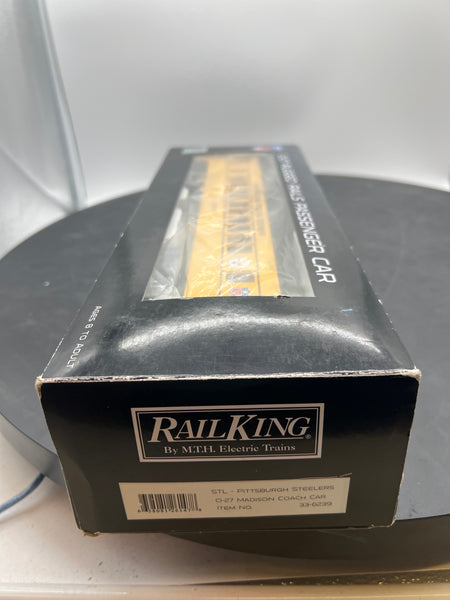 RAIL PASSENGER CAR
AGES 8 TO ADULT
RAILKING®
By M.T.H. Electric Trains
STL - PITTSBURGH STEELERS
O-27 MADISON COACH CAR
ITEM NO. 33-6239